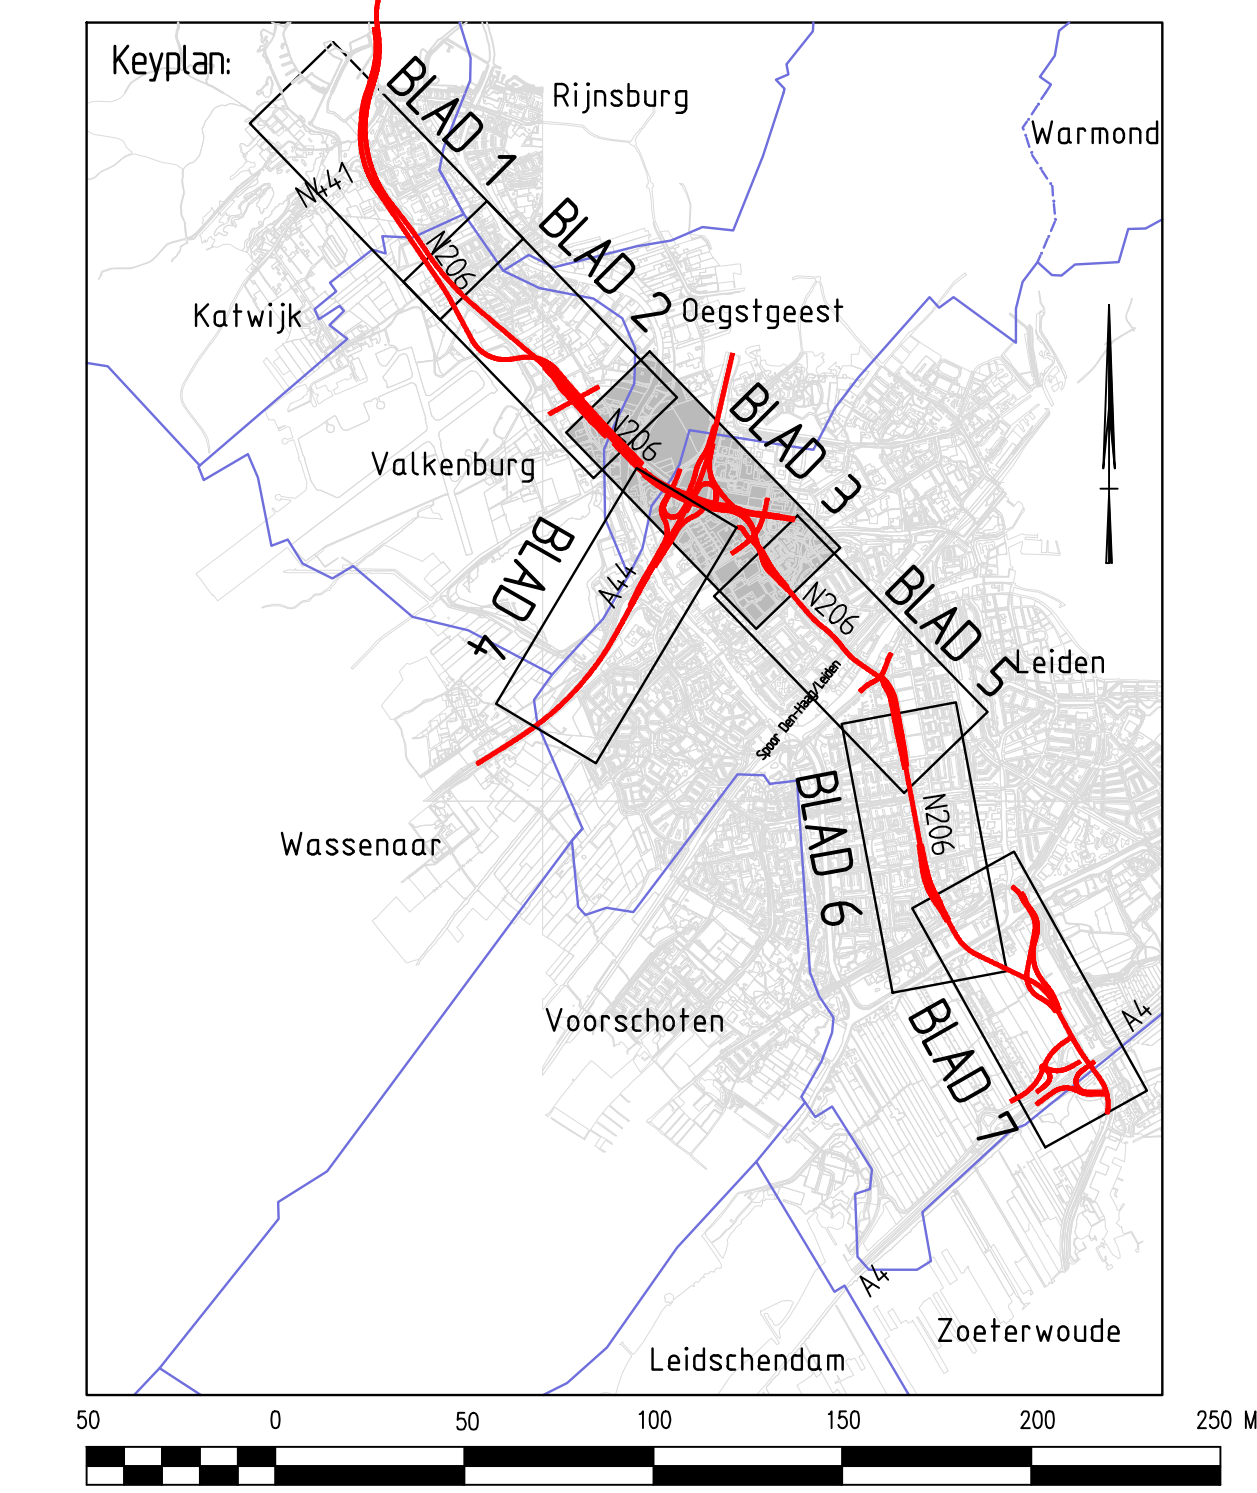 Keyplan:
BLAD 1
Rijnsburg
Warmond
N441
BLAD 2
N206
Katwijk
Oegstgeest
BLAD 3
N206
Valkenburg
BLAD 4
A44
N206
BLAD 5
Leiden
Spoor Den-Haag/Leiden
BLAD 6
N206
Wassenaar
Voorschoten
BLAD 7
A4
A4
Zoeterwoude
Leidschendam
50 0 50 100 150 200 250 M